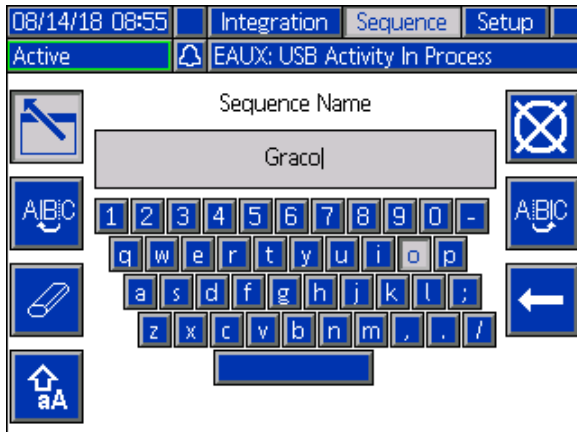 08/14/18 08:55 Integration Sequence Setup
Active EAUX: USB Activity In Process
Sequence Name
Graco
ABC ABC
1 2 3 4 5 6 7 8 9 0 -
q w e r t y u i o p
a s d f g h j k l ;
z x c v b n m , . /
aA